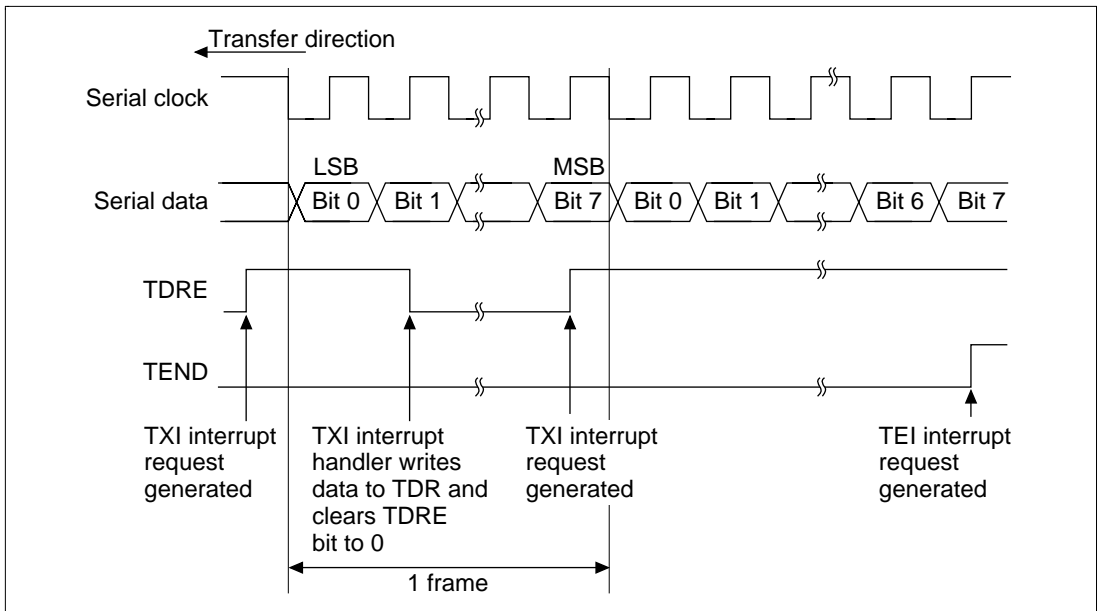 Transfer direction
Serial clock
LSB
MSB
Serial data
Bit 0
Bit 1
Bit 7
Bit 0
Bit 1
Bit 6
Bit 7
TDRE
TEND
TXI interrupt
request
generated
TXI interrupt
handler writes
data to TDR and
clears TDRE
bit to 0
TXI interrupt
request
generated
TEI interrupt
request
generated
1 frame